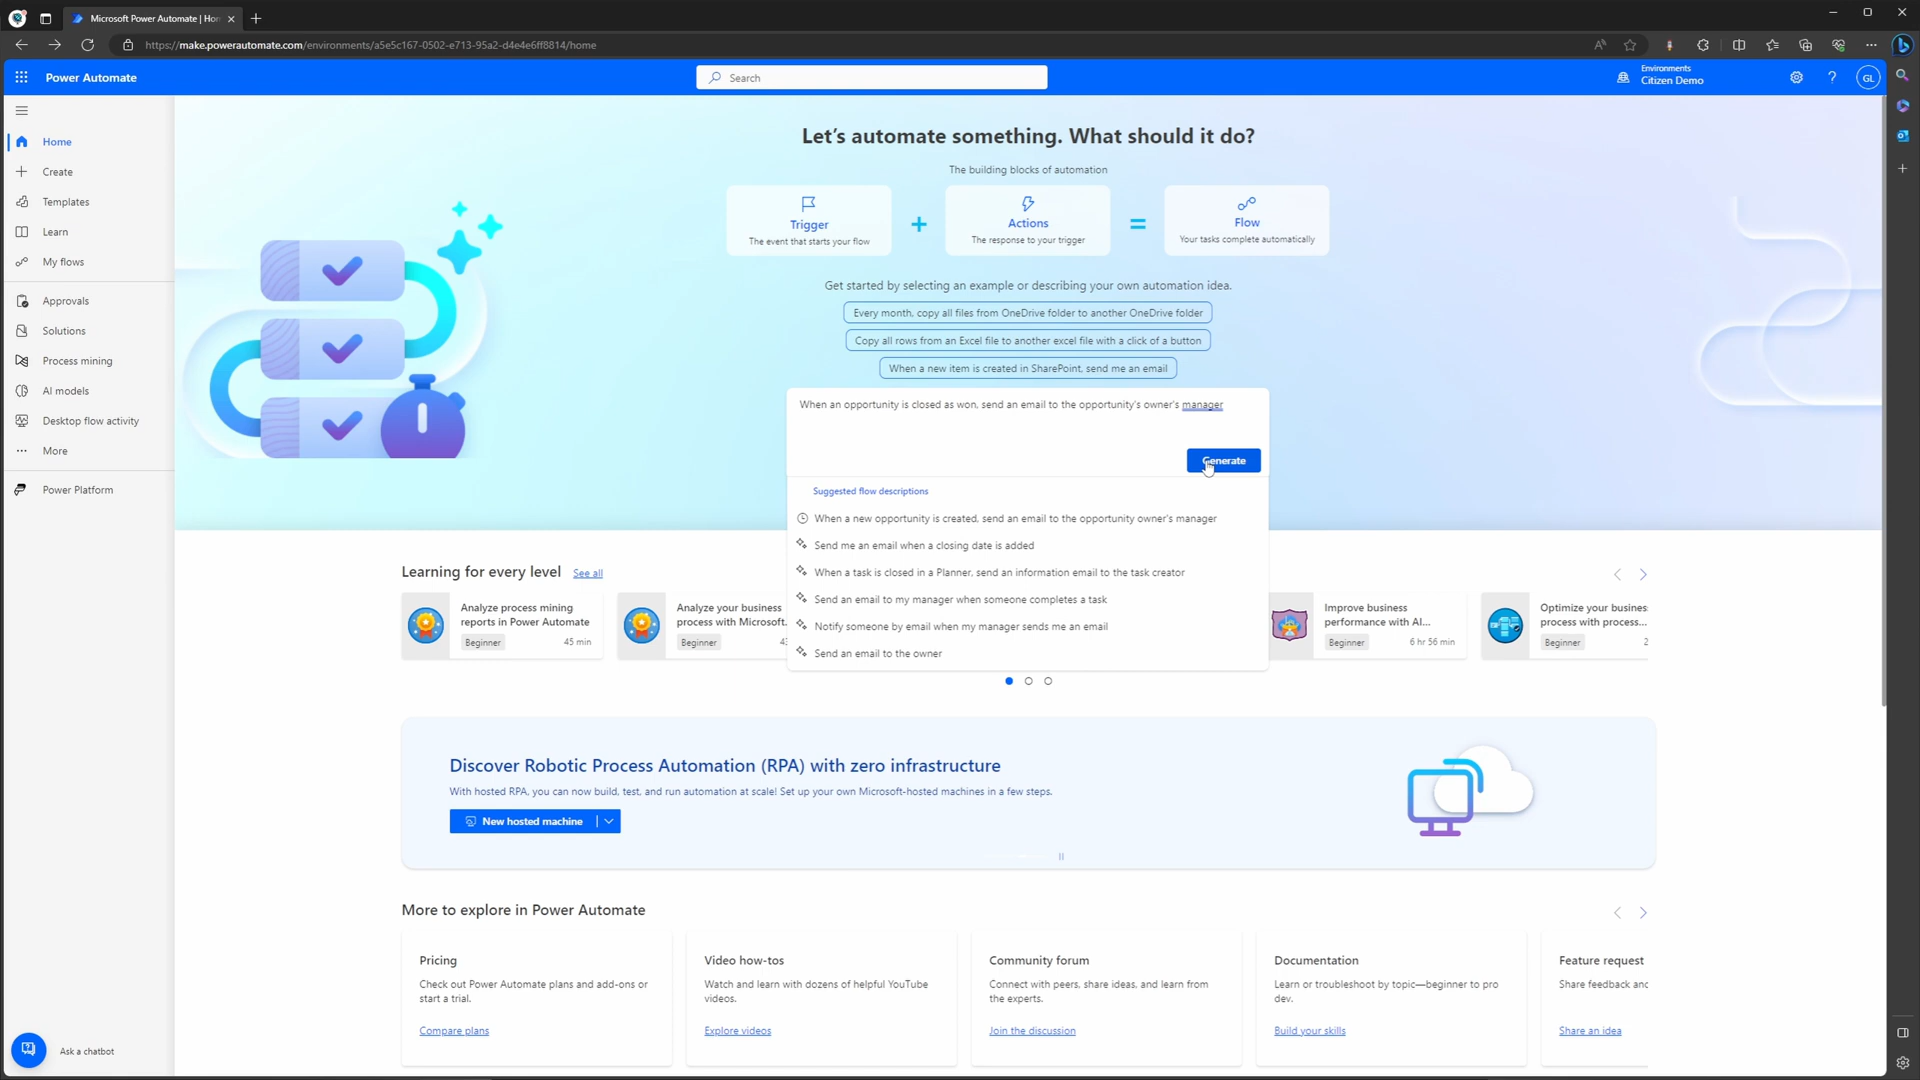 Microsoft Power Automate | Hon
https://make.powerautomate.com/environments/a5e5c167-0502-e713-95a2-d4e4e6ff8814/home
Power Automate
Search
Environments
Citizen Demo
GL
Home
Create
Templates
Learn
My flows
Approvals
Solutions
Process mining
AI models
Desktop flow activity
More
Power Platform
Ask a chatbot
Let's automate something. What should it do?
The building blocks of automation
Trigger
The event that starts your flow
+
Actions
The response to your trigger
=
Flow
Your tasks complete automatically
Get started by selecting an example or describing your own automation idea.
Every month, copy all files from OneDrive folder to another OneDrive folder
Copy all rows from an Excel file to another excel file with a click of a button
When a new item is created in SharePoint, send me an email
When an opportunity is closed as won, send an email to the opportunity's owner's manager
Generate
Suggested flow descriptions
When a new opportunity is created, send an email to the opportunity owner's manager
Send me an email when a closing date is added
When a task is closed in a Planner, send an information email to the task creator
Send an email to my manager when someone completes a task
Notify someone by email when my manager sends me an email
Send an email to the owner
Learning for every level See all
Analyze process mining
reports in Power Automate
Beginner 45 min
Analyze your business
process with Microsoft.
Beginner 43
Improve business
performance with AI...
Beginner 6 hr 56 min
Optimize your business
process with process...
Beginner 2
Discover Robotic Process Automation (RPA) with zero infrastructure
With hosted RPA, you can now build, test, and run automation at scale! Set up your own Microsoft-hosted machines in a few steps.
New hosted machine
More to explore in Power Automate
Pricing
Check out Power Automate plans and add-ons or
start a trial.
Compare plans
Video how-tos
Watch and learn with dozens of helpful YouTube
videos.
Explore videos
Community forum
Connect with peers, share ideas, and learn from
the experts.
Join the discussion
Documentation
Learn or troubleshoot by topic—beginner to pro
dev.
Build your skills
Feature request
Share feedback and
Share an idea